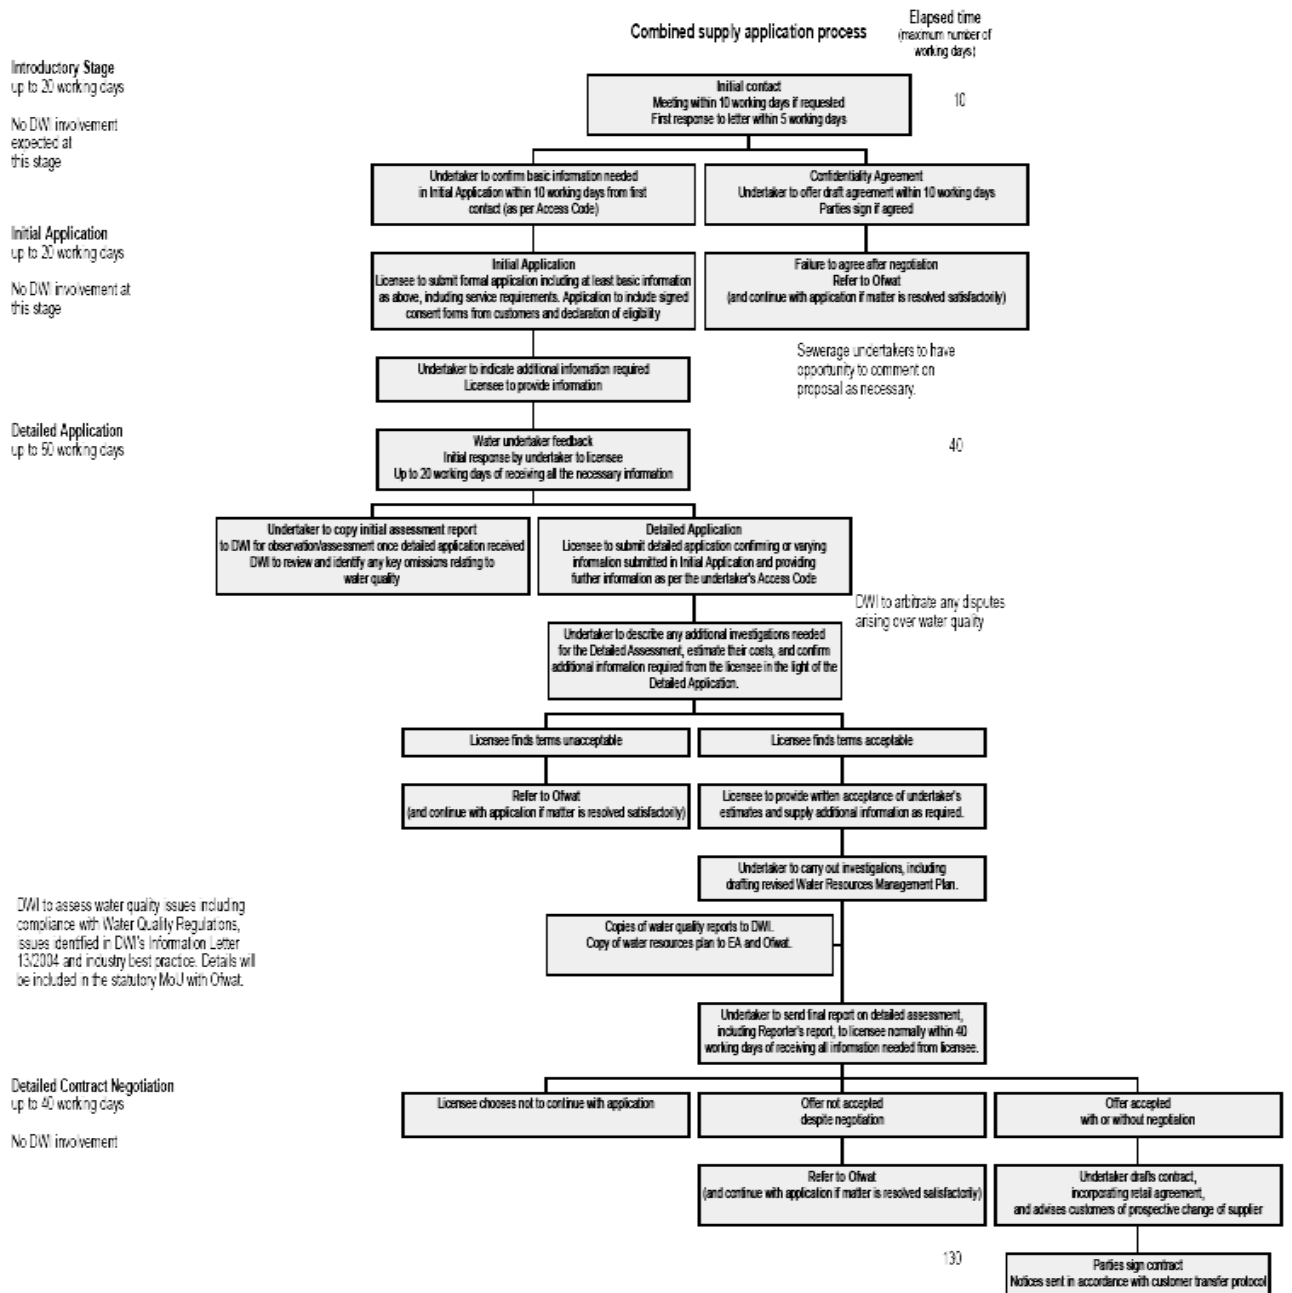 Combined supply application process
Elapsed time
(maximum number of
working days)
Introductory Stage
up to 20 working days
No DWI involvement
expected at
this stage
Initial contact
Meeting within 10 working days if requested
First response to letter within 5 working days
10
Undertaker to confirm basic information needed
in Initial Application within 10 working days from first
contact (as per Access Code)
Confidentiality Agreement
Undertaker to offer draft agreement within 10 working days
Parties sign if agreed
Initial Application
up to 20 working days
No DWI involvement at
this stage
Initial Application
Licensee to submit formal application including at least basic information
as above, including service requirements. Application to include signed
consent forms from customers and declaration of eligibility
Failure to agree after negotiation
Refer to Ofwat
(and continue with application if matter is resolved satisfactorily)
Sewerage undertakers to have
opportunity to comment on
proposal as necessary.
Undertaker to indicate additional information required
Licensee to provide information
Detailed Application
up to 50 working days
Water undertaker feedback
Initial response by undertaker to licensee
Up to 20 working days of receiving all the necessary information
40
Undertaker to copy initial assessment report
to DWI for observation/assessment once detailed application received
DWI to review and identify any key omissions relating to
water quality
Detailed Application
Licensee to submit detailed application confirming or varying
information submitted in Initial Application and providing
further information as per the undertaker's Access Code
DWI to arbitrate any disputes
arising over water quality
Undertaker to describe any additional investigations needed
for the Detailed Assessment, estimate their costs, and confirm
additional information required from the licensee in the light of the
Detailed Application.
Licensee finds terms unacceptable
Licensee finds terms acceptable
Refer to Ofwat
(and continue with application if matter is resolved satisfactorily)
Licensee to provide written acceptance of undertaker's
estimates and supply additional information as required.
Undertaker to carry out investigations, including
drafting revised Water Resources Management Plan.
DWI to assess water quality issues including
compliance with Water Quality Regulations,
issues identified in DWI's Information Letter
13/2004 and industry best practice. Details will
be included in the statutory MoU with Ofwat.
Copies of water quality reports to DWI.
Copy of water resources plan to EA and Ofwat.
Undertaker to send final report on detailed assessment,
including Reporter's report, to licensee normally within 40
working days of receiving all information needed from licensee.
Detailed Contract Negotiation
up to 40 working days
No DWI involvement
Licensee chooses not to continue with application
Offer not accepted
despite negotiation
Offer accepted
with or without negotiation
Refer to Ofwat
(and continue with application if matter is resolved satisfactorily)
Undertaker drafts contract,
incorporating retail agreement,
and advises customers of prospective change of supplier
130
Parties sign contract
Notices sent in accordance with customer transfer protocol